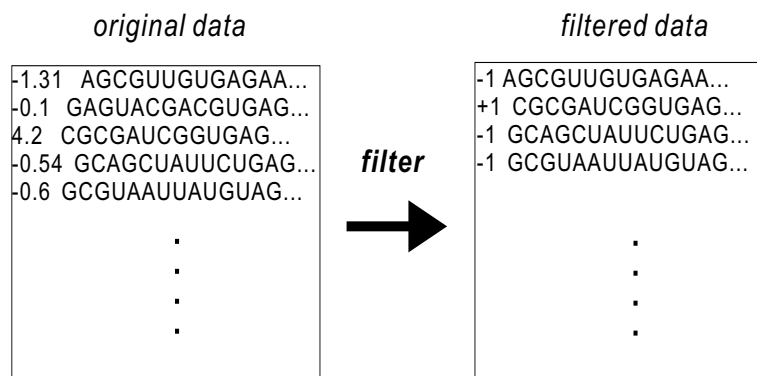 original data
-1.31 AGCGUUGUGAGAA...
-0.1 GAGUACGACGUGAG...
4.2 CGCGAUCGGUGAG...
-0.54 GCAGCUAUUCUGAG...
-0.6 GCGUAAUUAUGUAG...
filter
filtered data
-1 AGCGUUGUGAGAA...
+1 CGCGAUCGGUGAG...
-1 GCAGCUAUUCUGAG...
-1 GCGUAAUUAUGUAG...